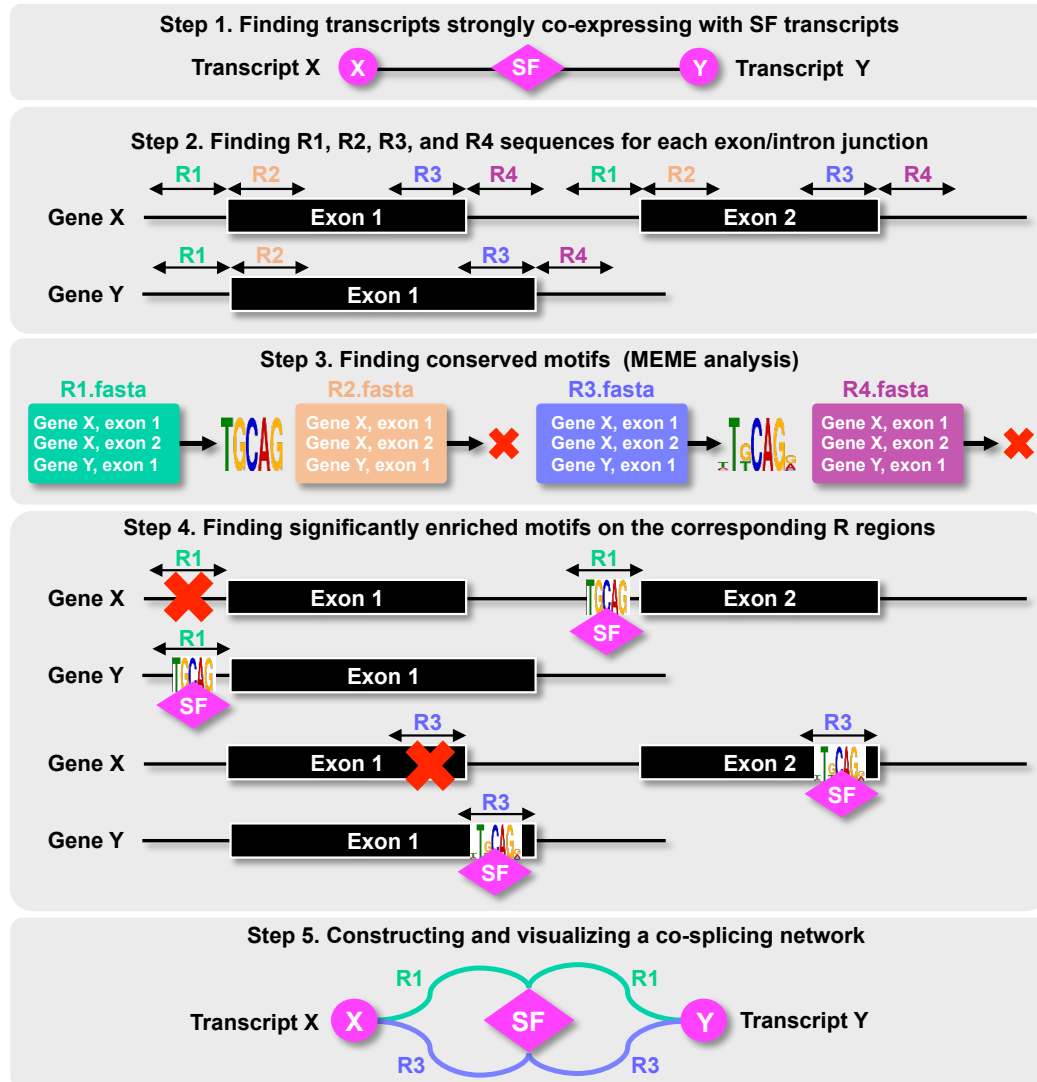 Step 1. Finding transcripts strongly co-expressing with SF transcripts
Transcript X X SF Y Transcript Y
Step 2. Finding R1, R2, R3, and R4 sequences for each exon/intron junction
R1 R2 R3 R4 R1 R2 R3 R4
Gene X Exon 1 Exon 2
R1 R2 R3 R4
Gene Y Exon 1
Step 3. Finding conserved motifs (MEME analysis)
R1.fasta R2.fasta R3.fasta R4.fasta
Gene X, exon 1 Gene X, exon 1 Gene X, exon 1 Gene X, exon 1
Gene X, exon 2 TGCAG Gene X, exon 2 Gene X, exon 2 TGCAG Gene X, exon 2
Gene Y, exon 1 Gene Y, exon 1 Gene Y, exon 1 Gene Y, exon 1
Step 4. Finding significantly enriched motifs on the corresponding R regions
R1 R1
Gene X Exon 1 TGCAG Exon 2
SF
R1
Gene Y TGCAG Exon 1
SF
R3 R3
Gene X Exon 1 Exon 2 TGCAG
SF
R3
Gene Y Exon 1 TGCAG
SF
Step 5. Constructing and visualizing a co-splicing network
R1 R1
Transcript X X SF Y Transcript Y
R3 R3